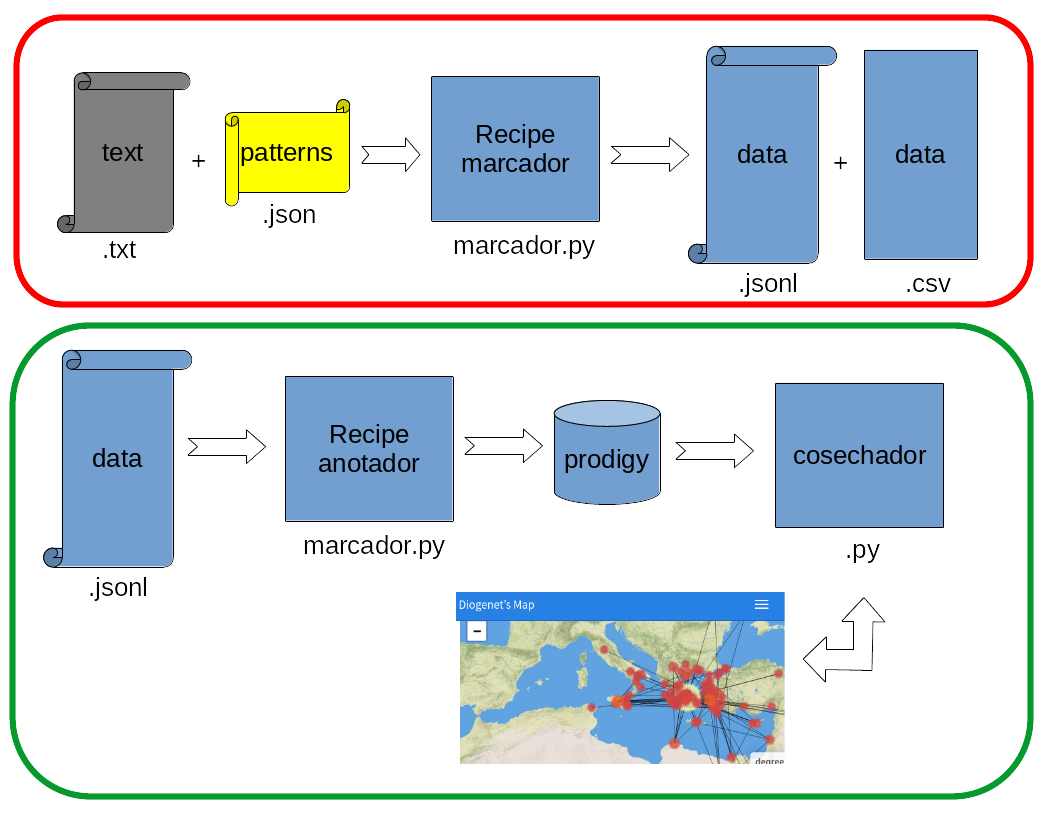 text
+
patterns
.txt
.json
Recipe
marcador
marcador.py
data
+
data
.jsonl
.csv
data
.jsonl
Recipe
anotador
marcador.py
prodigy
cosechador
.py
Diogenet's Map
−
degree